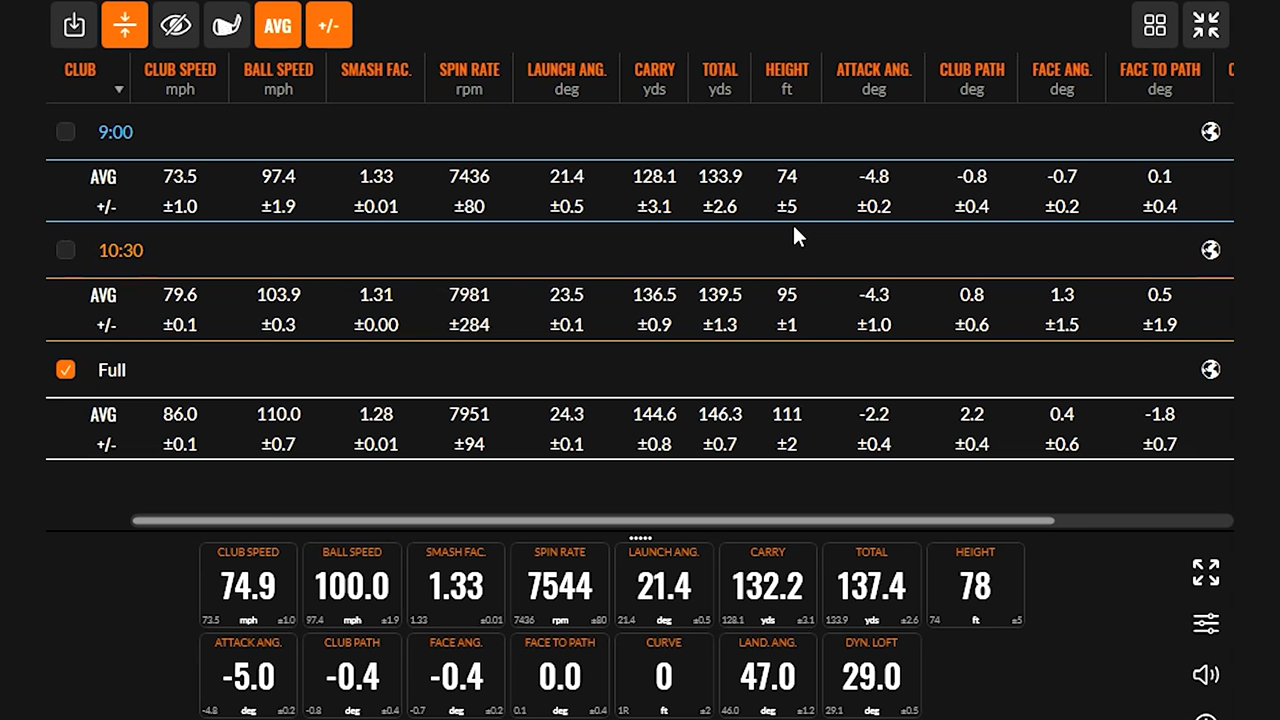 AVG +/-
CLUB CLUB SPEED BALL SPEED SMASH FAC. SPIN RATE LAUNCH ANG. CARRY TOTAL HEIGHT ATTACK ANG. CLUB PATH FACE ANG. FACE TO PATH
mph mph rpm deg yds yds ft deg deg deg deg
9:00
AVG 73.5 97.4 1.33 7436 21.4 128.1 133.9 74 -4.8 -0.8 -0.7 0.1
+/- ±1.0 ±1.9 ±0.01 ±80 ±0.5 ±3.1 ±2.6 ±5 ±0.2 ±0.4 ±0.2 ±0.4
10:30
AVG 79.6 103.9 1.31 7981 23.5 136.5 139.5 95 -4.3 0.8 1.3 0.5
+/- ±0.1 ±0.3 ±0.00 ±284 ±0.1 ±0.9 ±1.3 ±1 ±1.0 ±0.6 ±1.5 ±1.9
Full
AVG 86.0 110.0 1.28 7951 24.3 144.6 146.3 111 -2.2 2.2 0.4 -1.8
+/- ±0.1 ±0.7 ±0.01 ±94 ±0.1 ±0.8 ±0.7 ±2 ±0.4 ±0.4 ±0.6 ±0.7
CLUB SPEED BALL SPEED SMASH FAC. SPIN RATE LAUNCH ANG. CARRY TOTAL HEIGHT
74.9 100.0 1.33 7544 21.4 132.2 137.4 78
73.5 mph ±1.0 97.4 mph ±1.9 1.33 ±0.01 7436 rpm ±80 21.4 deg ±0.5 128.1 yds ±3.1 133.9 yds ±2.6 74 ft ±5
ATTACK ANG. CLUB PATH FACE ANG. FACE TO PATH CURVE LAND. ANG. DYN. LOFT
-5.0 -0.4 -0.4 0.0 0 47.0 29.0
-4.8 deg ±0.2 -0.8 deg ±0.4 -0.7 deg ±0.2 0.1 deg ±0.4 1R ft ±2 46.0 deg ±1.2 29.1 deg ±0.5